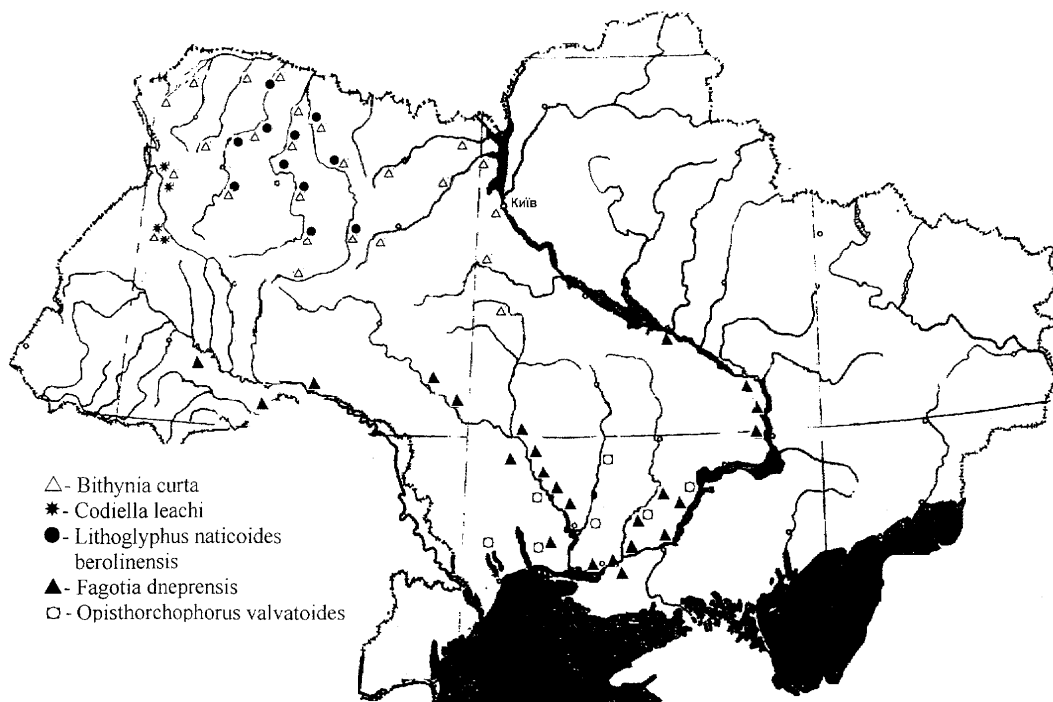 Київ
- Bithynia curta
- Codiella leachi
- Lithoglyphus naticoides
berolinensis
- Fagotia dneprensis
- Opisthorchophorus valvatoides